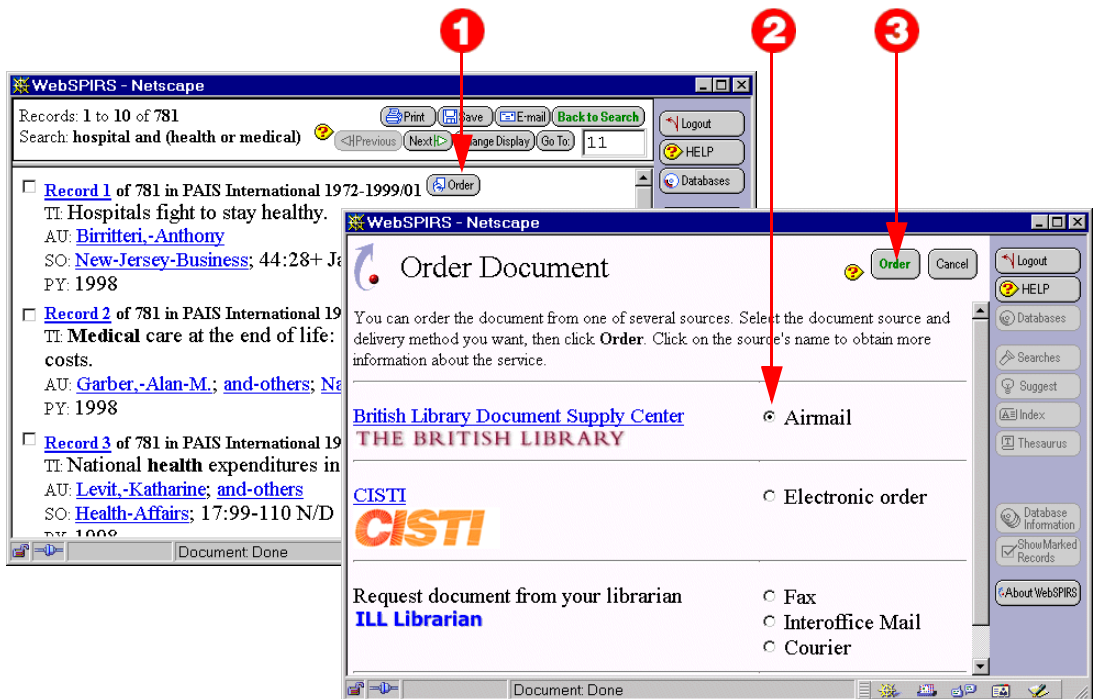 1
2
3
WebSPIRS - Netscape
Records: 1 to 10 of 781
Search: hospital and (health or medical)
Print
Save
E-mail
Back to Search
Previous
Next
Change Display
Go To:
11
Logout
HELP
Databases
Record 1 of 781 in PAIS International 1972-1999/01
Order
TI: Hospitals fight to stay healthy.
AU: Birritteri,-Anthony
SO: New-Jersey-Business; 44:28+ Ja
PY: 1998
Record 2 of 781 in PAIS International 19
TI: Medical care at the end of life:
costs.
AU: Garber,-Alan-M.; and-others; Na
PY: 1998
Record 3 of 781 in PAIS International 19
TI: National health expenditures in
AU: Levit,-Katharine; and-others
SO: Health-Affairs; 17:99-110 N/D
PY: 1998
Document: Done
WebSPIRS - Netscape
Order Document
Order
Cancel
You can order the document from one of several sources. Select the document source and
delivery method you want, then click Order. Click on the source's name to obtain more
information about the service.
British Library Document Supply Center
THE BRITISH LIBRARY
Airmail
CISTI
CISTI
Electronic order
Request document from your librarian
ILL Librarian
Fax
Interoffice Mail
Courier
Logout
HELP
Databases
Searches
Suggest
Index
Thesaurus
Database
Information
Show Marked
Records
About WebSPIRS
Document: Done